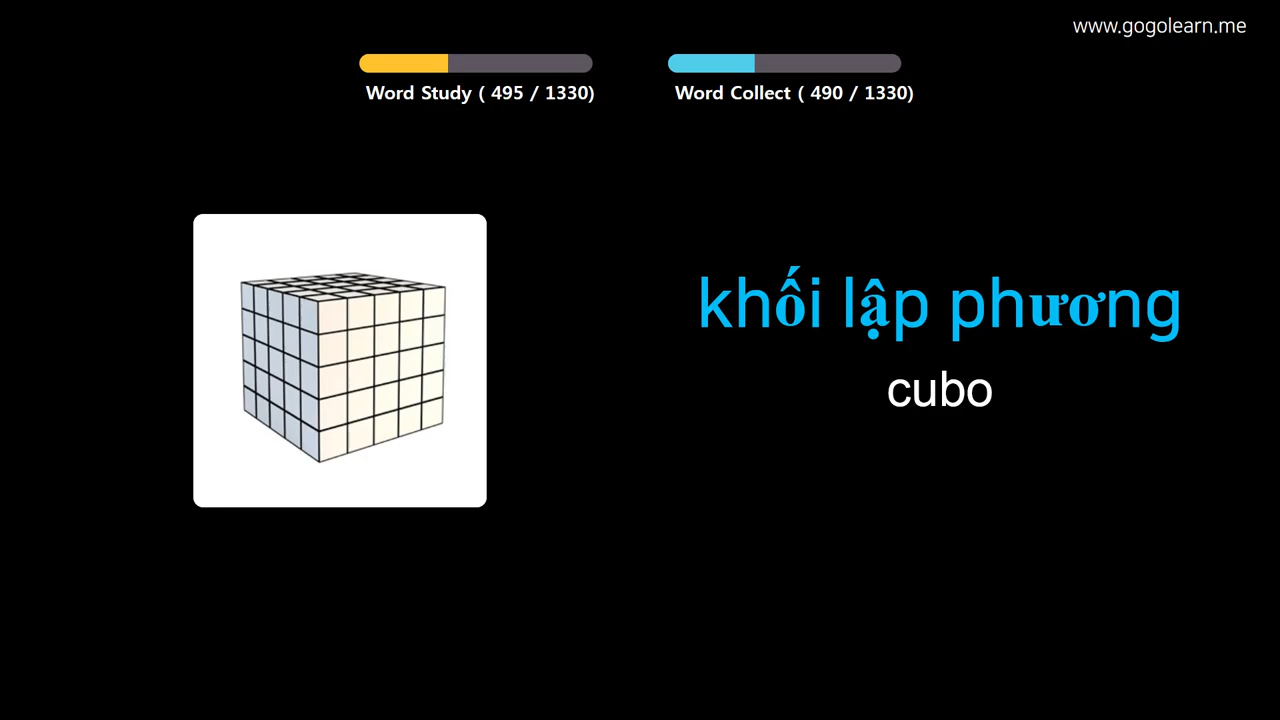 www.gogolearn.me
Word Study ( 495 / 1330)
Word Collect ( 490 / 1330)
khối lập phương
cubo